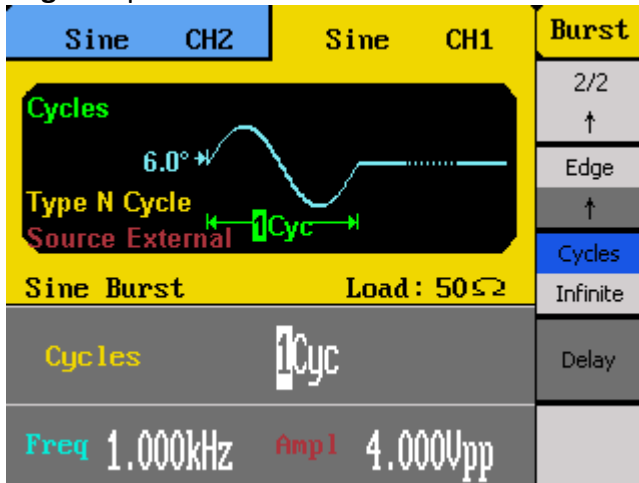 Sine CH2 Sine CH1 Burst
2/2
↑
Cycles
6.0°
Edge
↑
Type N Cycle
1Cyc
Source External
Cycles
Sine Burst Load: 50Ω
Infinite
Cycles 1Cyc
Delay
Freq 1.000kHz Ampl 4.000Vpp